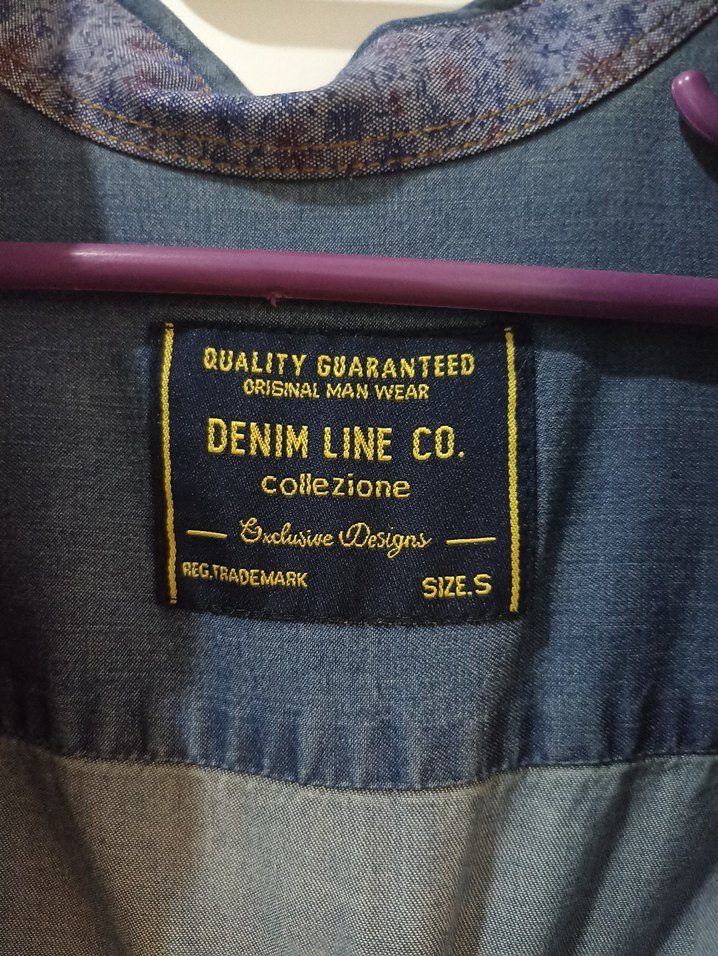 QUALITY GUARANTEED
ORIGINAL MAN WEAR
DENIM LINE CO.
collezione
Exclusive Designs
REG.TRADEMARK
SIZE.S